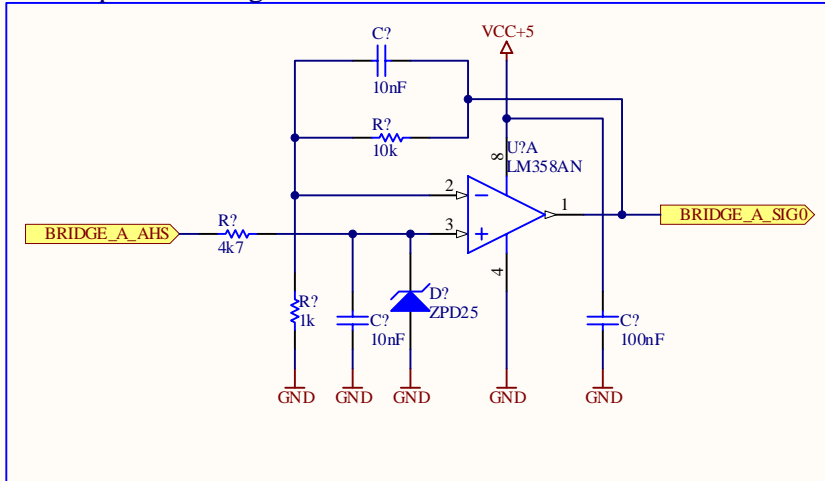 C?
10nF
R?
10k
VCC+5
8
U?A
LM358AN
2
3
1
4
BRIDGE_A_AHS
R?
4k7
BRIDGE_A_SIG0
R?
1k
C?
10nF
D?
ZPD25
C?
100nF
GND
GND
GND
GND
GND